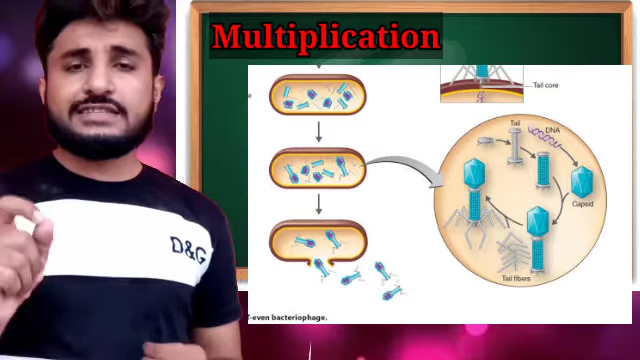 Multiplication
Tail core
Tail
DNA
Capsid
Tail fibers
T-even bacteriophage.
D&G